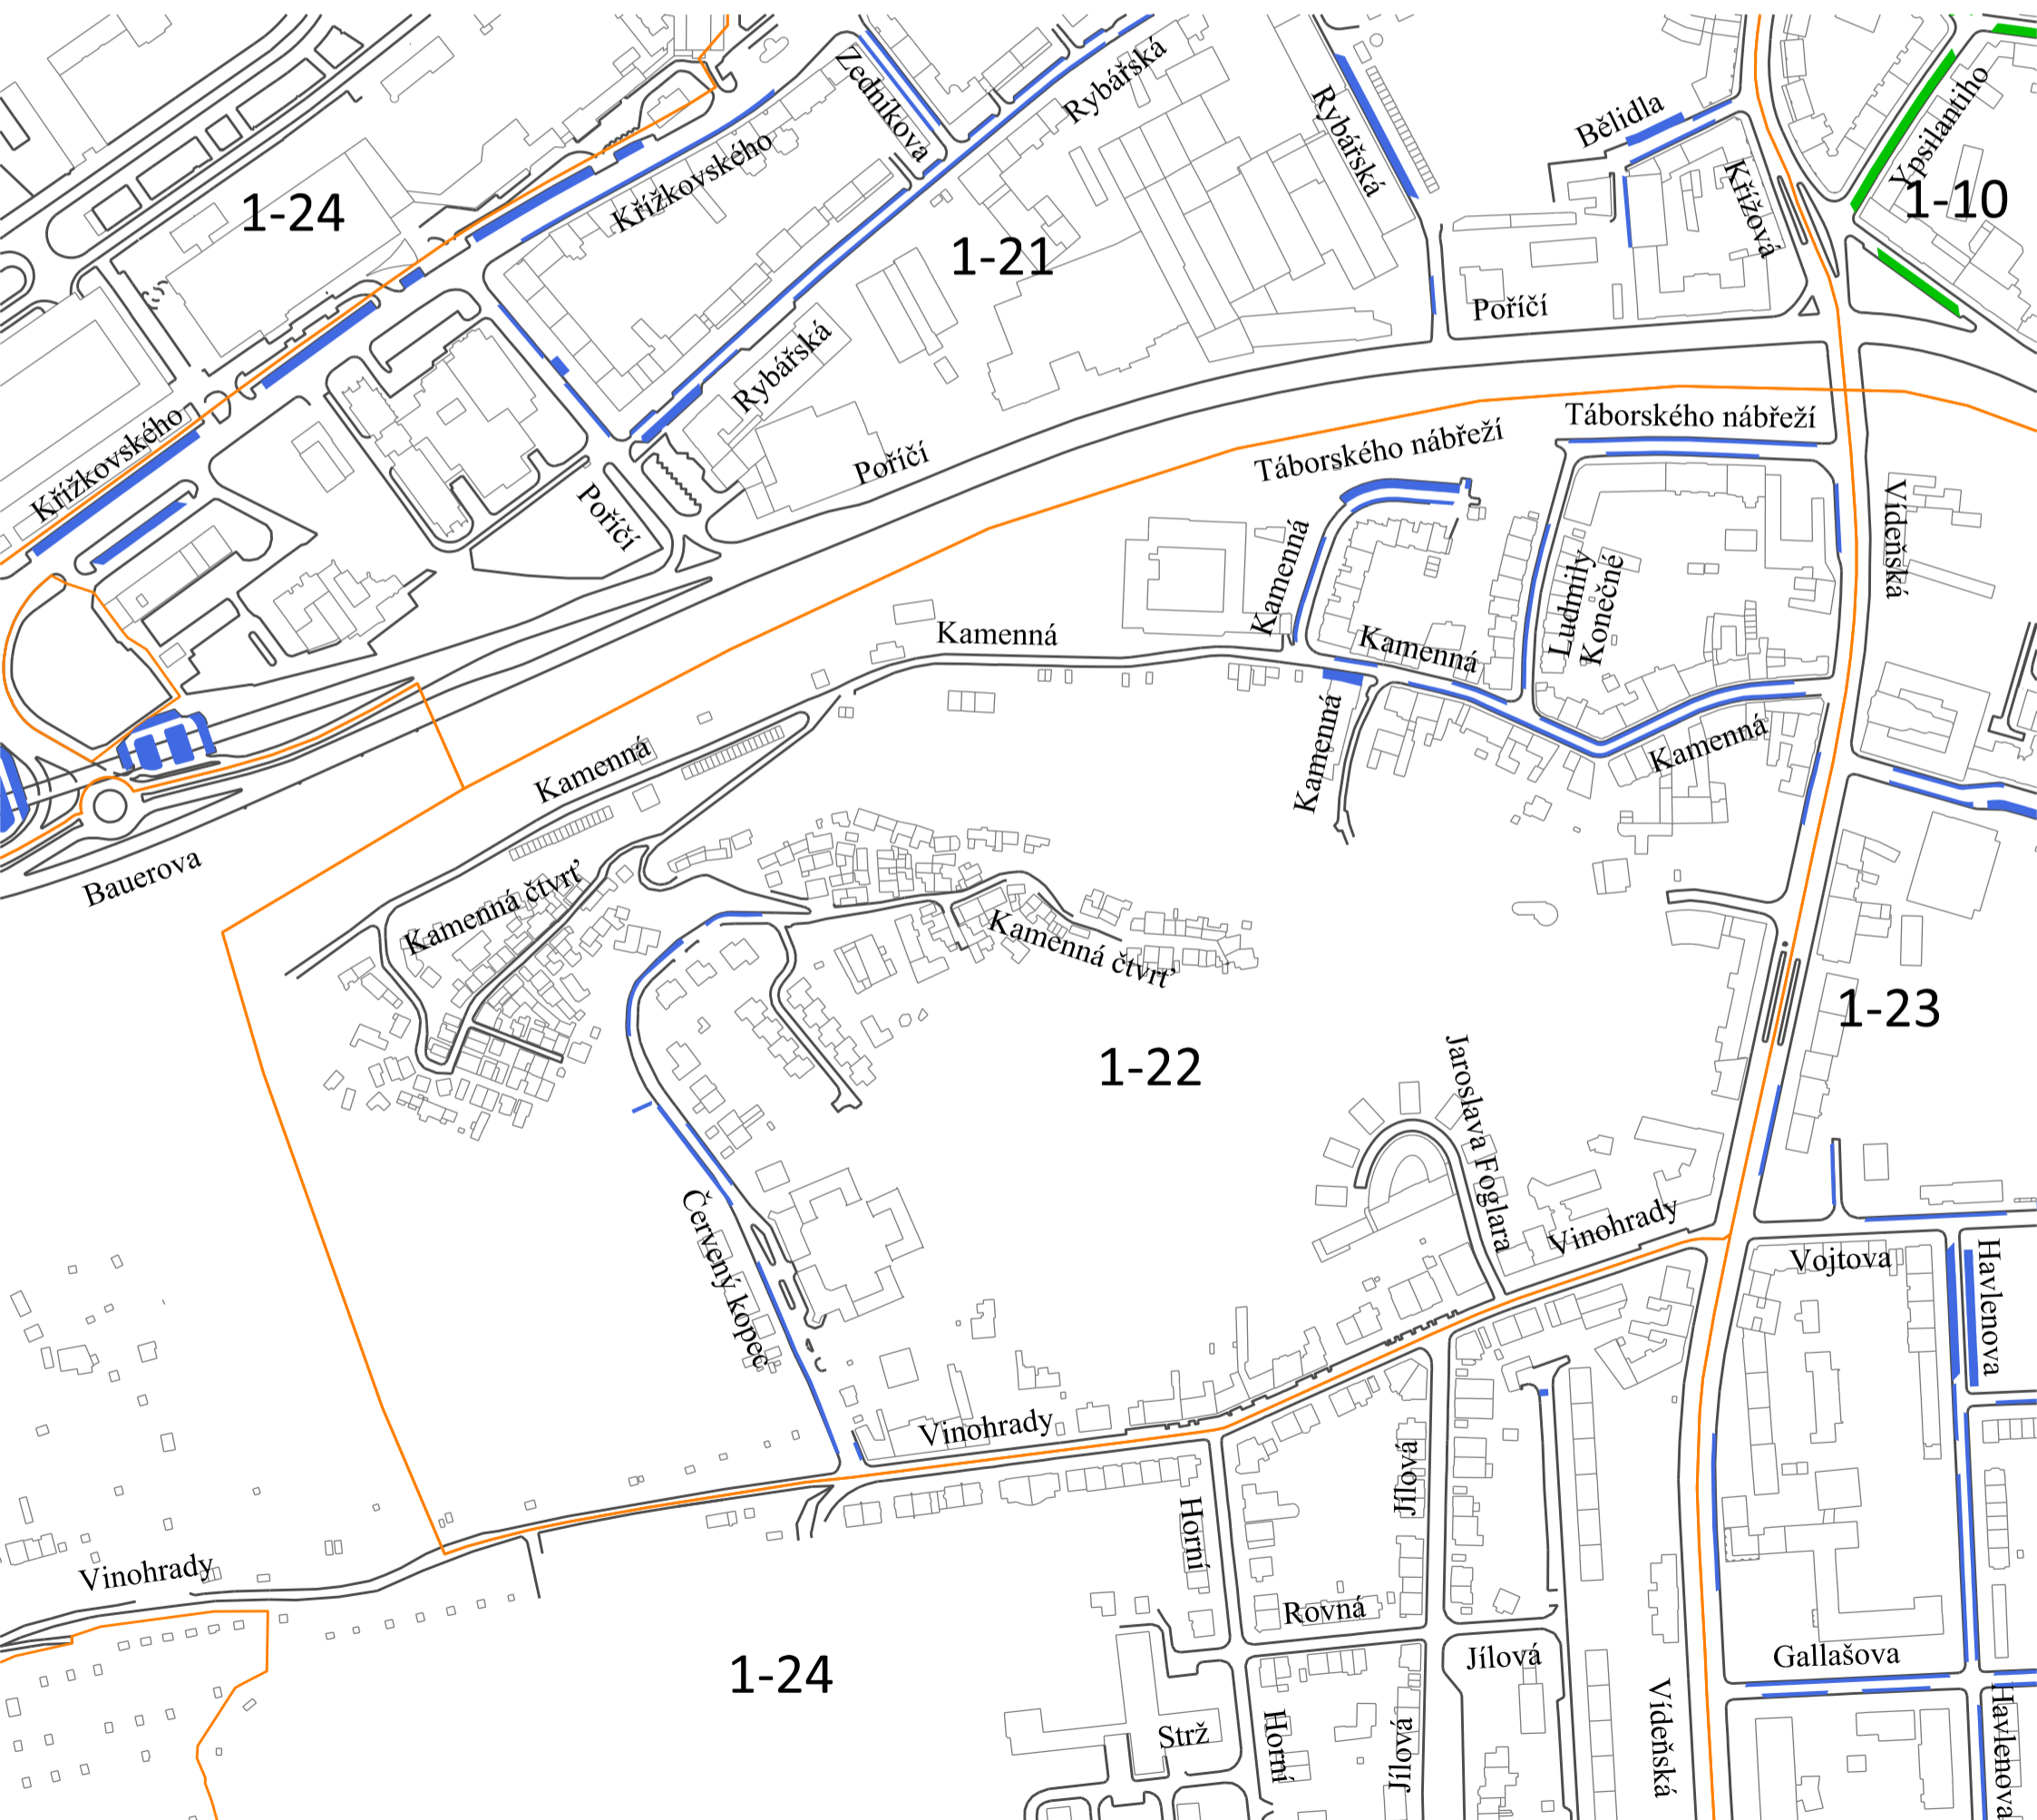 Zedníkova
Rybářská
Rybářská
Bělidla
Ypsilantiho
Křížkovského
Křížová
1-24
1-10
1-21
Poříčí
Rybářská
Křížkovského
Táborského nábřeží
Táborského nábřeží
Poříčí
Poříčí
Vídeňská
Kamenná
Ludmily
Konečné
Kamenná
Kamenná
Kamenná
Kamenná
Kamenná
Bauerova
Kamenná čtvrť
Kamenná čtvrť
1-23
1-22
Jaroslava Foglara
Červený kopec
Vinohrady
Vojtova
Havlenova
Vinohrady
Jílová
Horní
Vinohrady
Rovná
Jílová
Gallašova
1-24
Vídeňská
Havlenova
Strž
Horní
Jílová